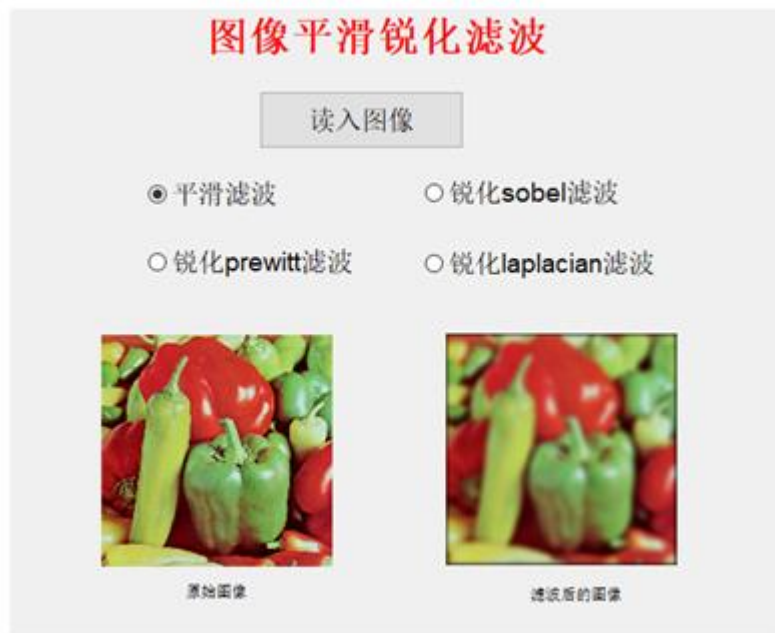 图像平滑锐化滤波
读入图像
平滑滤波
锐化sobel滤波
锐化prewitt滤波
锐化laplacian滤波
原始图像
滤波后的图像